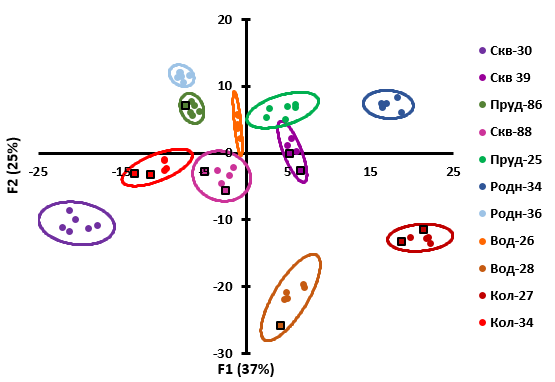 20
10
0
-10
-20
-30
-25
-15
-5
5
15
25
F2 (25%)
F1 (37%)
Скв-30
Скв 39
Пруд-86
Скв-88
Пруд-25
Родн-34
Родн-36
Вод-26
Вод-28
Кол-27
Кол-34